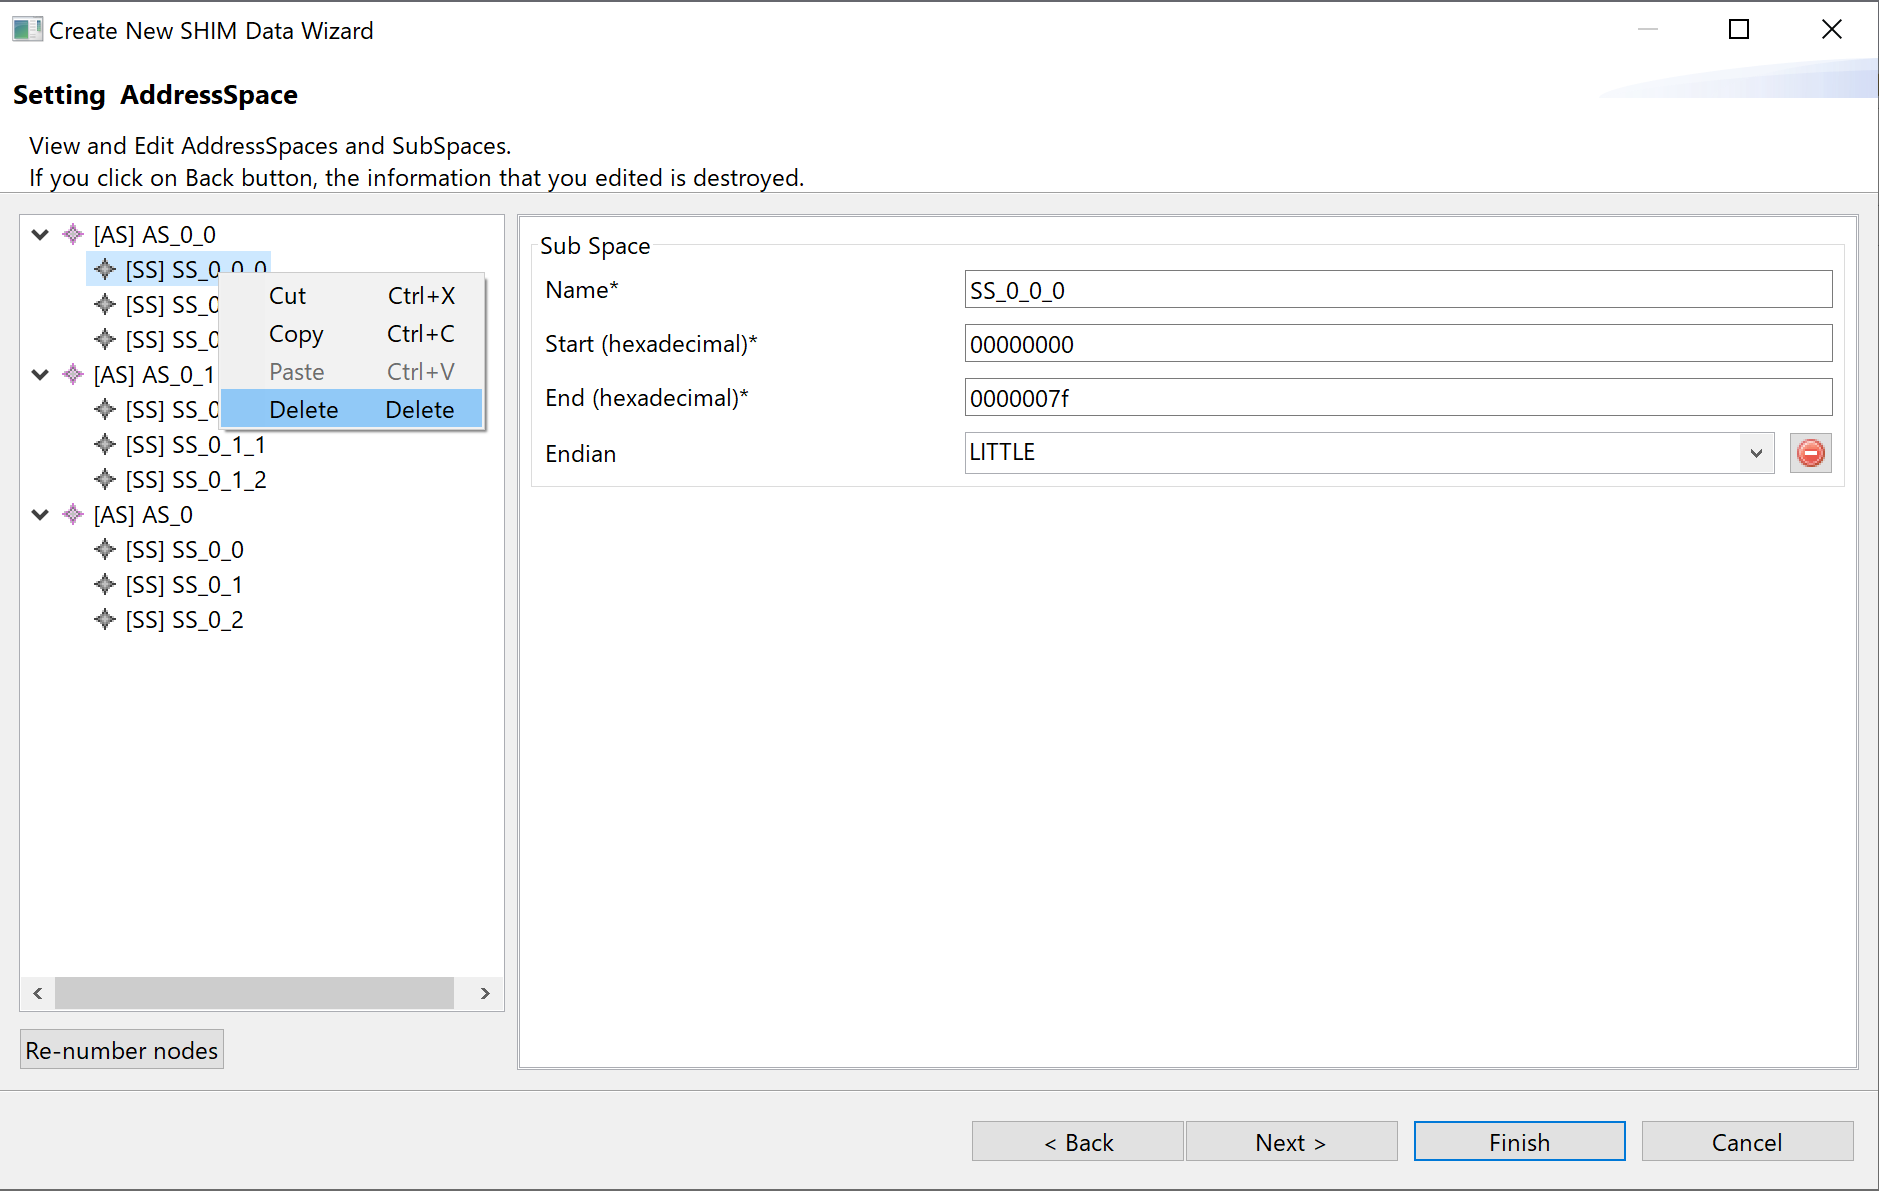 Create New SHIM Data Wizard
Setting AddressSpace
View and Edit AddressSpaces and SubSpaces.
If you click on Back button, the information that you edited is destroyed.
[AS] AS_0_0
[SS] SS_0_0_0
[SS] SS_0
[SS] SS_0
[AS] AS_0_1
[SS] SS_0
[SS] SS_0_1_1
[SS] SS_0_1_2
[AS] AS_0
[SS] SS_0_0
[SS] SS_0_1
[SS] SS_0_2
Cut Ctrl+X
Copy Ctrl+C
Paste Ctrl+V
Delete Delete
Re-number nodes
Sub Space
Name* SS_0_0_0
Start (hexadecimal)* 00000000
End (hexadecimal)* 0000007f
Endian LITTLE
< Back Next > Finish Cancel